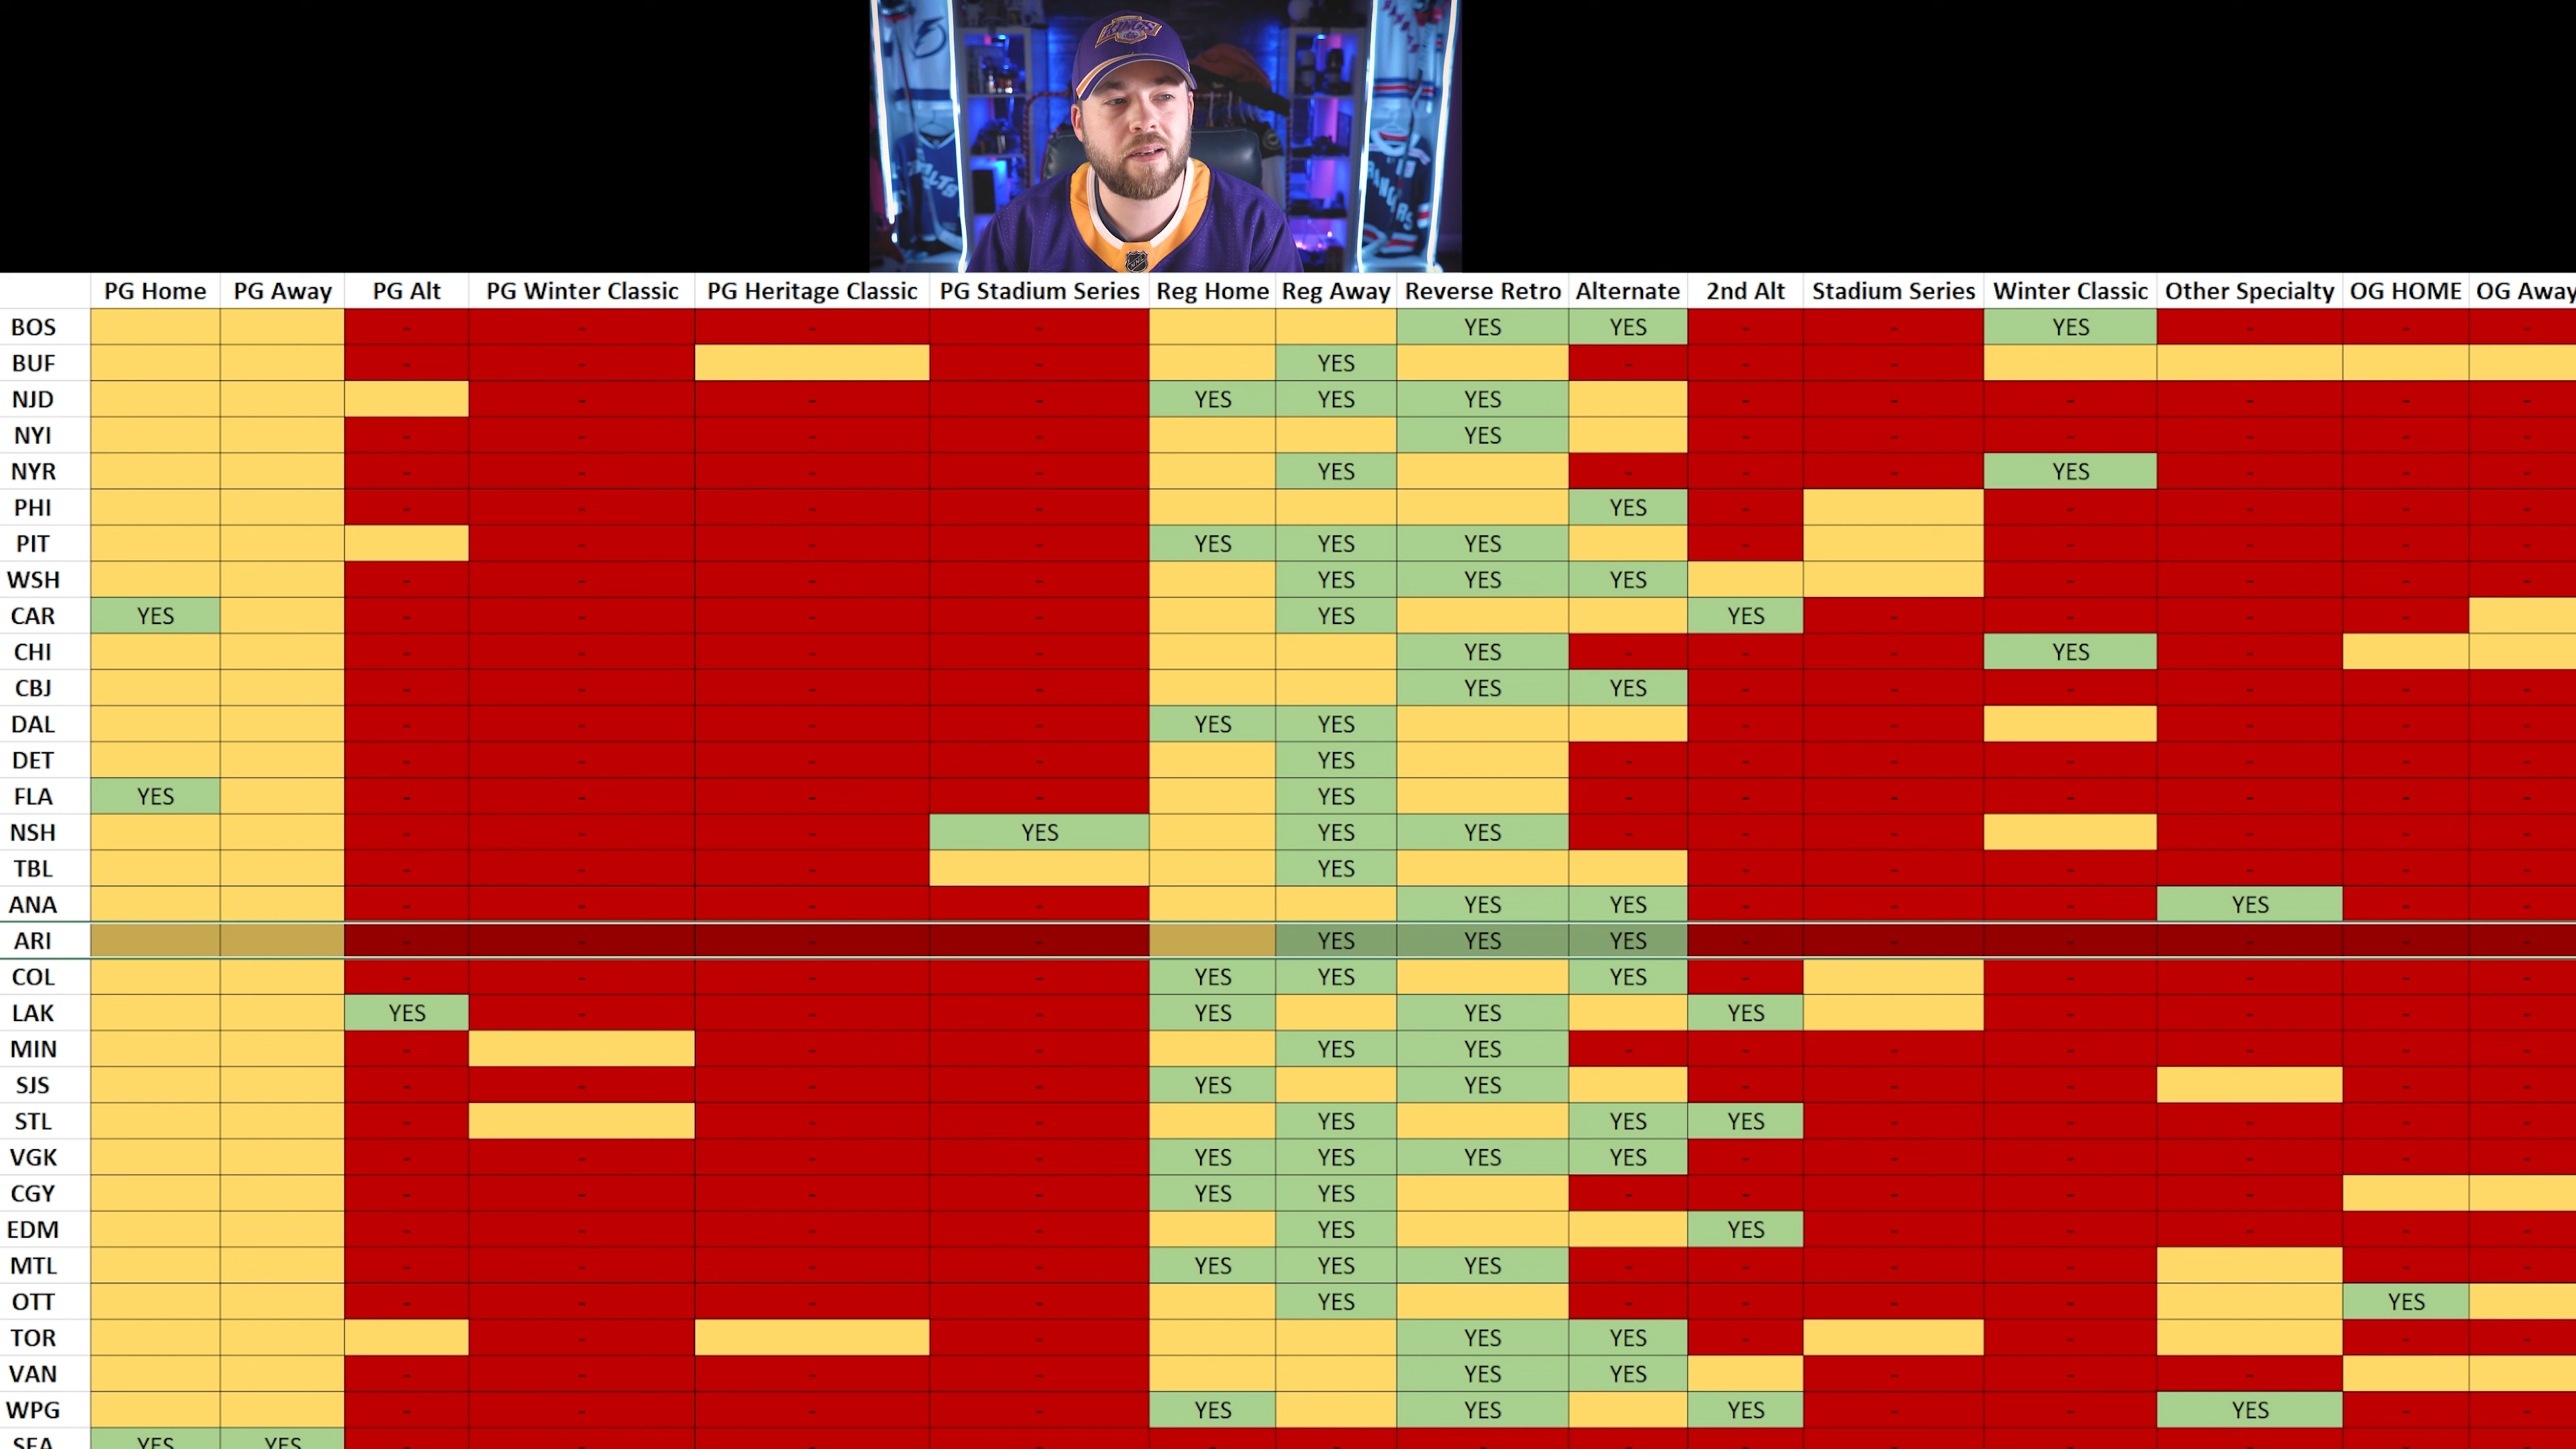 KINGS
PG Home PG Away PG Alt PG Winter Classic PG Heritage Classic PG Stadium Series Reg Home Reg Away Reverse Retro Alternate 2nd Alt Stadium Series Winter Classic Other Specialty OG HOME OG Away
BOS - - - - YES YES - - YES - - -
BUF - - - YES - - -
NJD - - - YES YES YES - - - - - -
NYI - - - - YES - - - - - -
NYR - - - - YES - - - YES - - -
PHI - - - - YES - - - - -
PIT - - - YES YES YES - - - - -
WSH - - - - YES YES YES - - - -
CAR YES - - - - YES YES - - - -
CHI - - - - YES - - - YES -
CBJ - - - - YES YES - - - - - -
DAL - - - - YES YES - - - - -
DET - - - - YES - - - - - - -
FLA YES - - - - YES - - - - - - -
NSH - - - YES YES YES - - - - - -
TBL - - - YES - - - - - -
ANA - - - - YES YES - - - YES - -
ARI - - - - YES YES YES - - - - - -
COL - - - - YES YES YES - - - - -
LAK YES - - - YES YES YES - - - -
MIN - - - YES YES - - - - - - -
SJS - - - - YES YES - - - - -
STL - - - YES YES YES - - - - -
VGK - - - - YES YES YES YES - - - - - -
CGY - - - - YES YES - - - - -
EDM - - - - YES YES - - - - -
MTL - - - - YES YES YES - - - - - -
OTT - - - - YES - - - - YES
TOR - - YES YES - - - -
VAN - - - - YES YES - - -
WPG - - - - YES YES YES - - YES - -
SEA YES YES